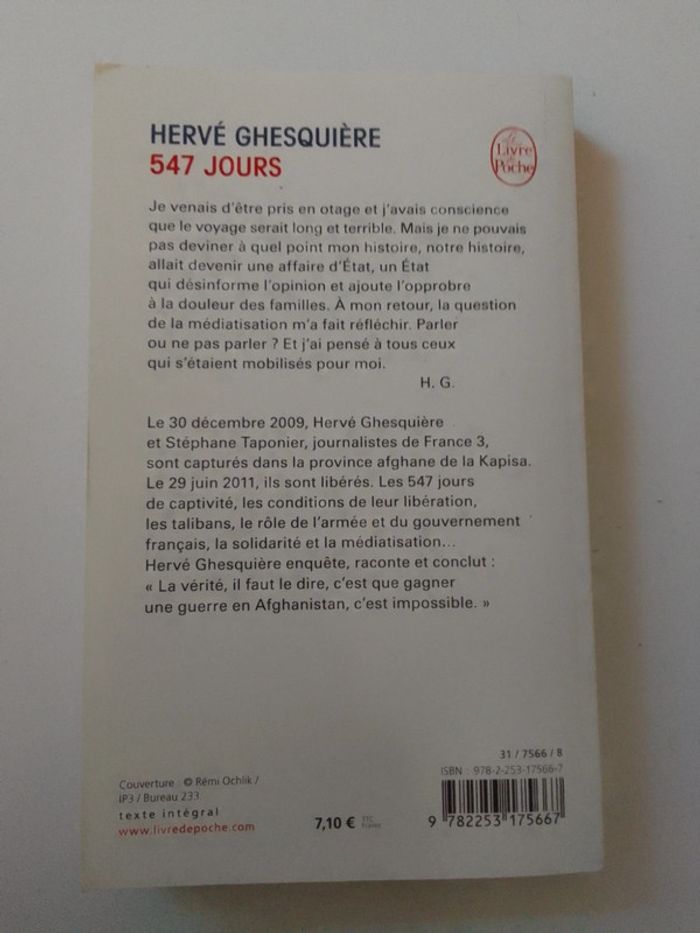 HERVÉ GHESQUIÈRE
547 JOURS
Le
Livre
de
Poche
Je venais d'être pris en otage et j'avais conscience
que le voyage serait long et terrible. Mais je ne pouvais
pas deviner à quel point mon histoire, notre histoire,
allait devenir une affaire d'État, un État
qui désinforme l'opinion et ajoute l'opprobre
à la douleur des familles. À mon retour, la question
de la médiatisation m'a fait réfléchir. Parler
ou ne pas parler ? Et j'ai pensé à tous ceux
qui s'étaient mobilisés pour moi.
H. G.
Le 30 décembre 2009, Hervé Ghesquière
et Stéphane Taponier, journalistes de France 3,
sont capturés dans la province afghane de la Kapisa.
Le 29 juin 2011, ils sont libérés. Les 547 jours
de captivité, les conditions de leur libération,
les talibans, le rôle de l'armée et du gouvernement
français, la solidarité et la médiatisation...
Hervé Ghesquière enquête, raconte et conclut :
« La vérité, il faut le dire, c'est que gagner
une guerre en Afghanistan, c'est impossible. »
Couverture : © Rémi Ochlik /
IP3 / Bureau 233
texte intégral
www.livredepoche.com
7,10 € TTC
France
31 / 7566 / 8
ISBN : 978-2-253-17566-7
9 782253 175667